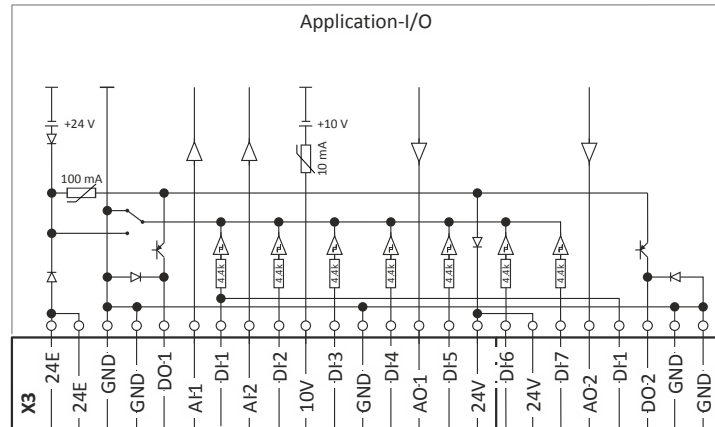 Application-I/O
+24 V
+10 V
10 mA
100 mA
4.4k
4.4k
4.4k
4.4k
4.4k
4.4k
4.4k
X3
24E
24E
GND
GND
DO1
AI1
DI1
AI2
DI2
10V
DI3
GND
DI4
AO1
DI5
24V
DI6
24V
DI7
AO2
DI1
DO2
GND
GND